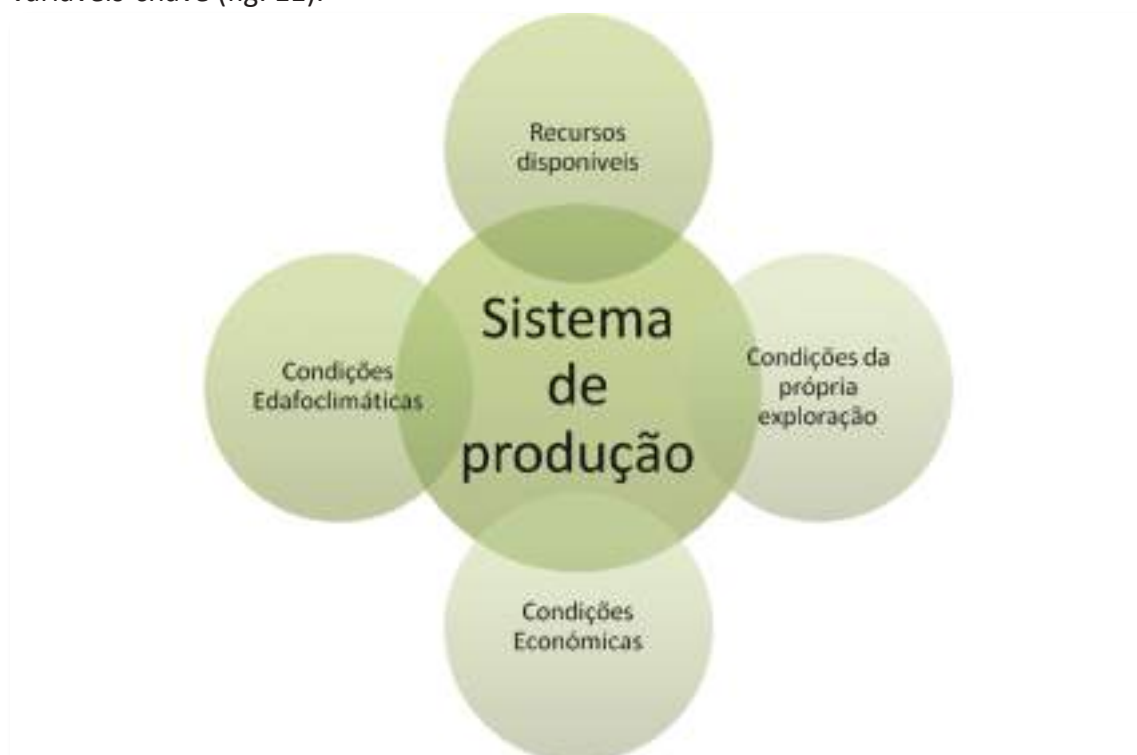 Recursos
disponíveis
Sistema
de
produção
Condições
Edafoclimáticas
Condições da
própria
exploração
Condições
Económicas